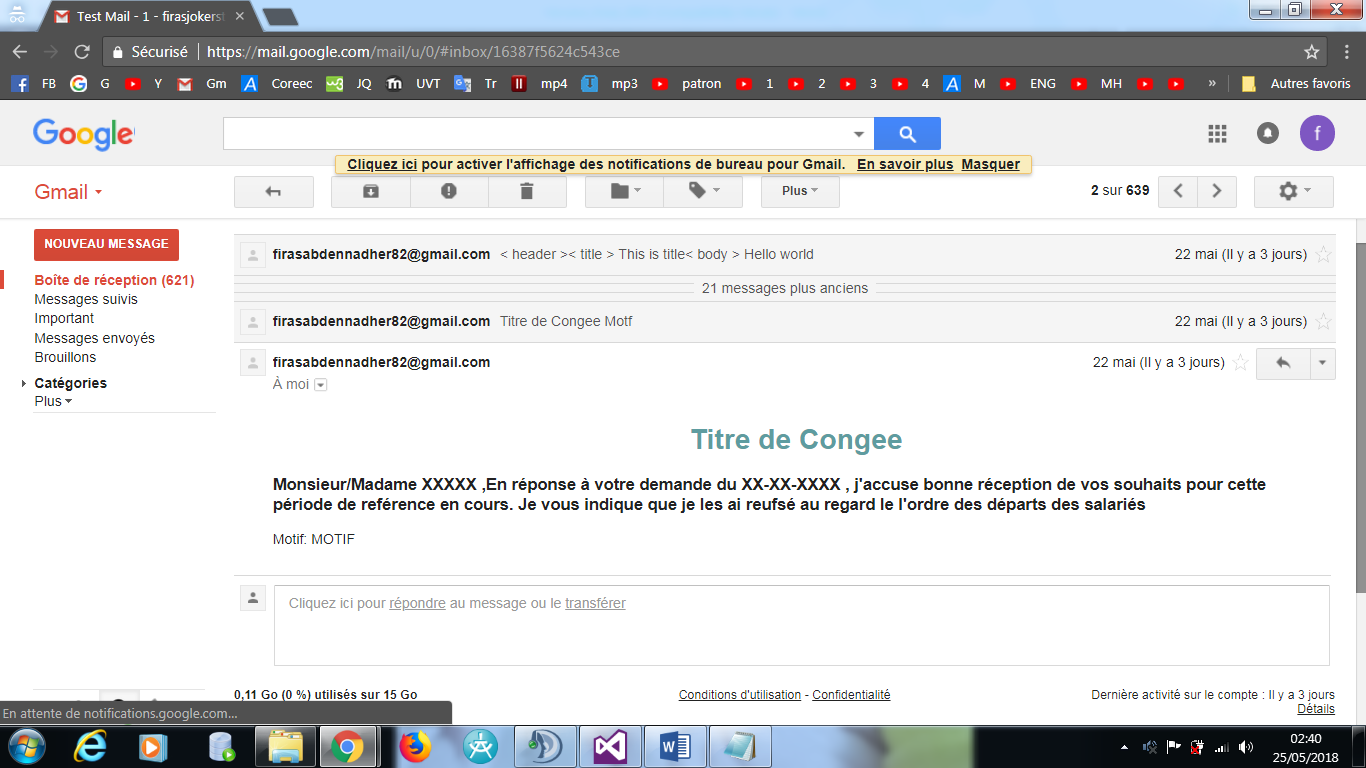 Test Mail - 1 - firasjokers
Sécurisé https://mail.google.com/mail/u/0/#inbox/16387f5624c543ce
FB G Y Gm Coreec JQ UVT Tr mp4 mp3 patron 1 2 3 4 M ENG MH » Autres favoris
Google
f
Cliquez ici pour activer l'affichage des notifications de bureau pour Gmail. En savoir plus Masquer
Gmail Plus 2 sur 639
NOUVEAU MESSAGE
Boîte de réception (621)
Messages suivis
Important
Messages envoyés
Brouillons
Catégories
Plus
firasabdennadher82@gmail.com < header >< title > This is title< body > Hello world 22 mai (Il y a 3 jours)
21 messages plus anciens
firasabdennadher82@gmail.com Titre de Congee Motf 22 mai (Il y a 3 jours)
firasabdennadher82@gmail.com 22 mai (Il y a 3 jours)
À moi
Titre de Congee
Monsieur/Madame XXXXX ,En réponse à votre demande du XX-XX-XXXX , j'accuse bonne réception de vos souhaits pour cette
période de reférence en cours. Je vous indique que je les ai reufsé au regard le l'ordre des départs des salariés
Motif: MOTIF
Cliquez ici pour répondre au message ou le transférer
0,11 Go (0 %) utilisés sur 15 Go
Conditions d'utilisation - Confidentialité
Dernière activité sur le compte : Il y a 3 jours
Détails
En attente de notifications.google.com...
02:40
25/05/2018